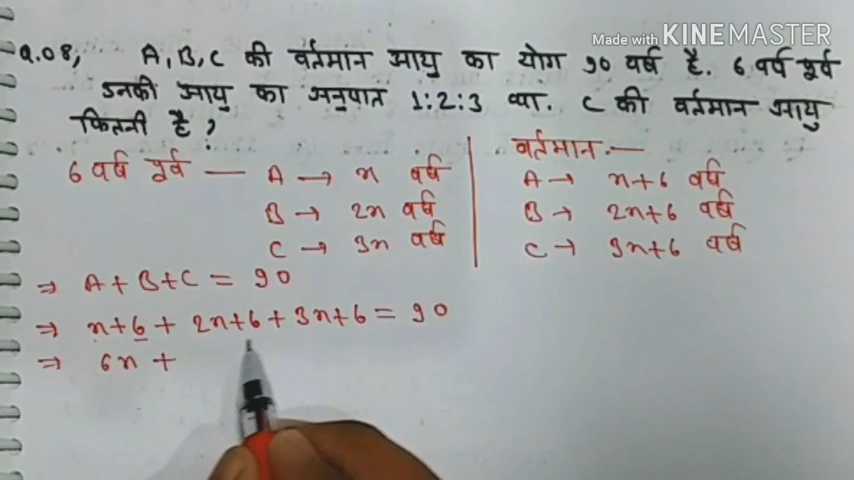 Made with KINEMASTER
Q.08, A, B, C की वर्तमान आयु का योग 90 वर्ष है. 6 वर्ष पूर्व
उनकी आयु का अनुपात 1:2:3 था. C की वर्तमान आयु
कितनी है ?
6 वर्ष पूर्व — A → x वर्ष
B → 2x वर्ष
C → 3x वर्ष
वर्तमान:—
A → x+6 वर्ष
B → 2x+6 वर्ष
C → 3x+6 वर्ष
⇒ A+B+C = 90
⇒ x+6 + 2x+6 + 3x+6 = 90
⇒ 6x +